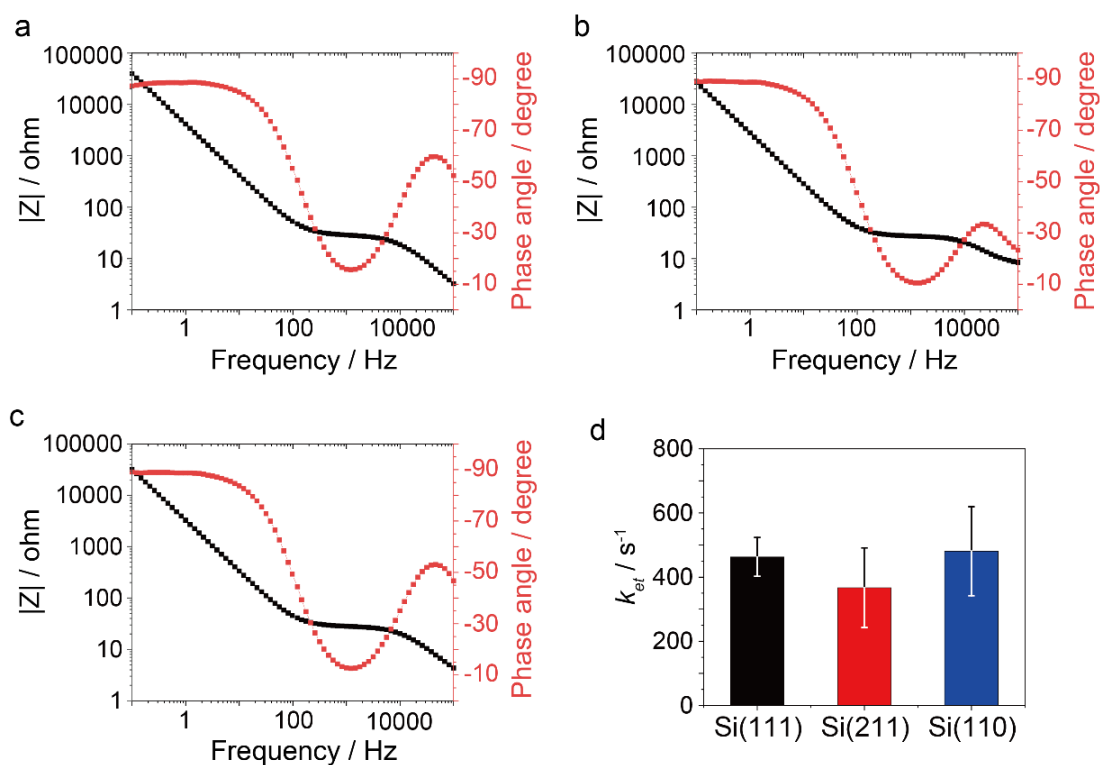 a
100000
10000
1000
100
10
1
|Z| / ohm
-90
-70
-50
-30
-10
Phase angle / degree
1 100 10000
Frequency / Hz
b
100000
10000
1000
100
10
1
|Z| / ohm
-90
-70
-50
-30
-10
Phase angle / degree
1 100 10000
Frequency / Hz
c
100000
10000
1000
100
10
1
|Z| / ohm
-90
-70
-50
-30
-10
Phase angle / degree
1 100 10000
Frequency / Hz
d
800
600
400
200
0
k_et / s⁻¹
Si(111) Si(211) Si(110)